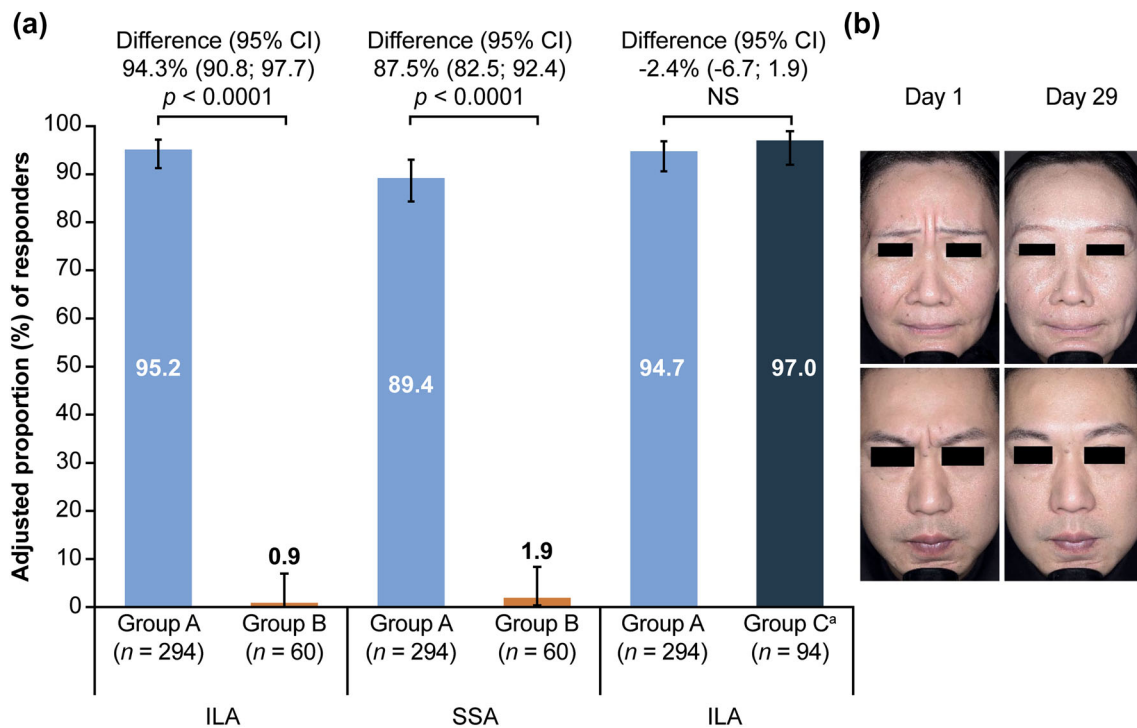 (a)
Difference (95% CI)
94.3% (90.8; 97.7)
p < 0.0001
Difference (95% CI)
87.5% (82.5; 92.4)
p < 0.0001
Difference (95% CI)
-2.4% (-6.7; 1.9)
NS
Adjusted proportion (%) of responders
100
90
80
70
60
50
40
30
20
10
0
95.2
0.9
89.4
1.9
94.7
97.0
Group A
(n = 294)
Group B
(n = 60)
Group A
(n = 294)
Group B
(n = 60)
Group A
(n = 294)
Group Cᵃ
(n = 94)
ILA
SSA
ILA
(b)
Day 1
Day 29